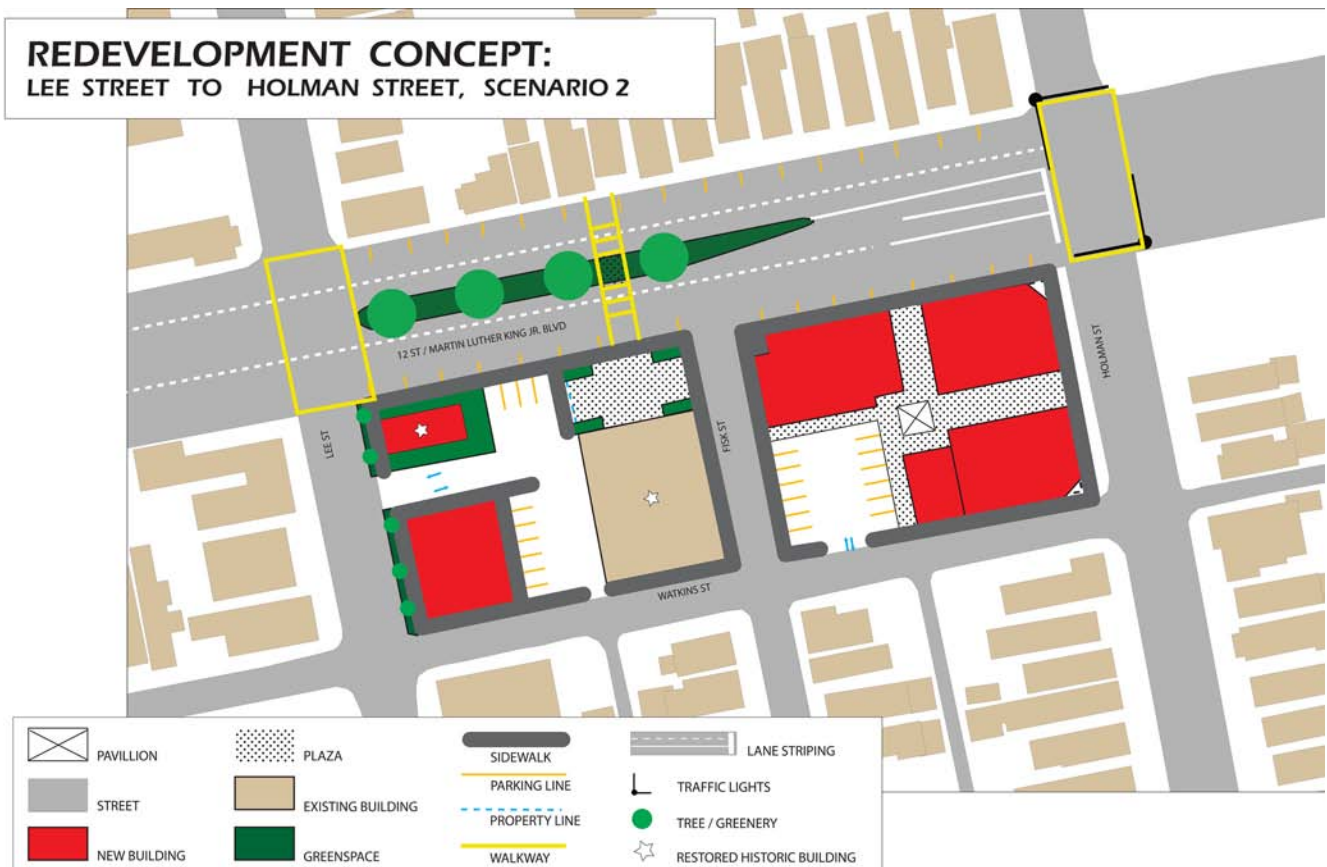 REDEVELOPMENT CONCEPT:
LEE STREET TO HOLMAN STREET, SCENARIO 2
12 ST / MARTIN LUTHER KING JR. BLVD
LEE ST
FISK ST
HOLMAN ST
WATKINS ST
PAVILLION
PLAZA
SIDEWALK
LANE STRIPING
STREET
EXISTING BUILDING
PARKING LINE
PROPERTY LINE
TRAFFIC LIGHTS
TREE / GREENERY
NEW BUILDING
GREENSPACE
WALKWAY
RESTORED HISTORIC BUILDING